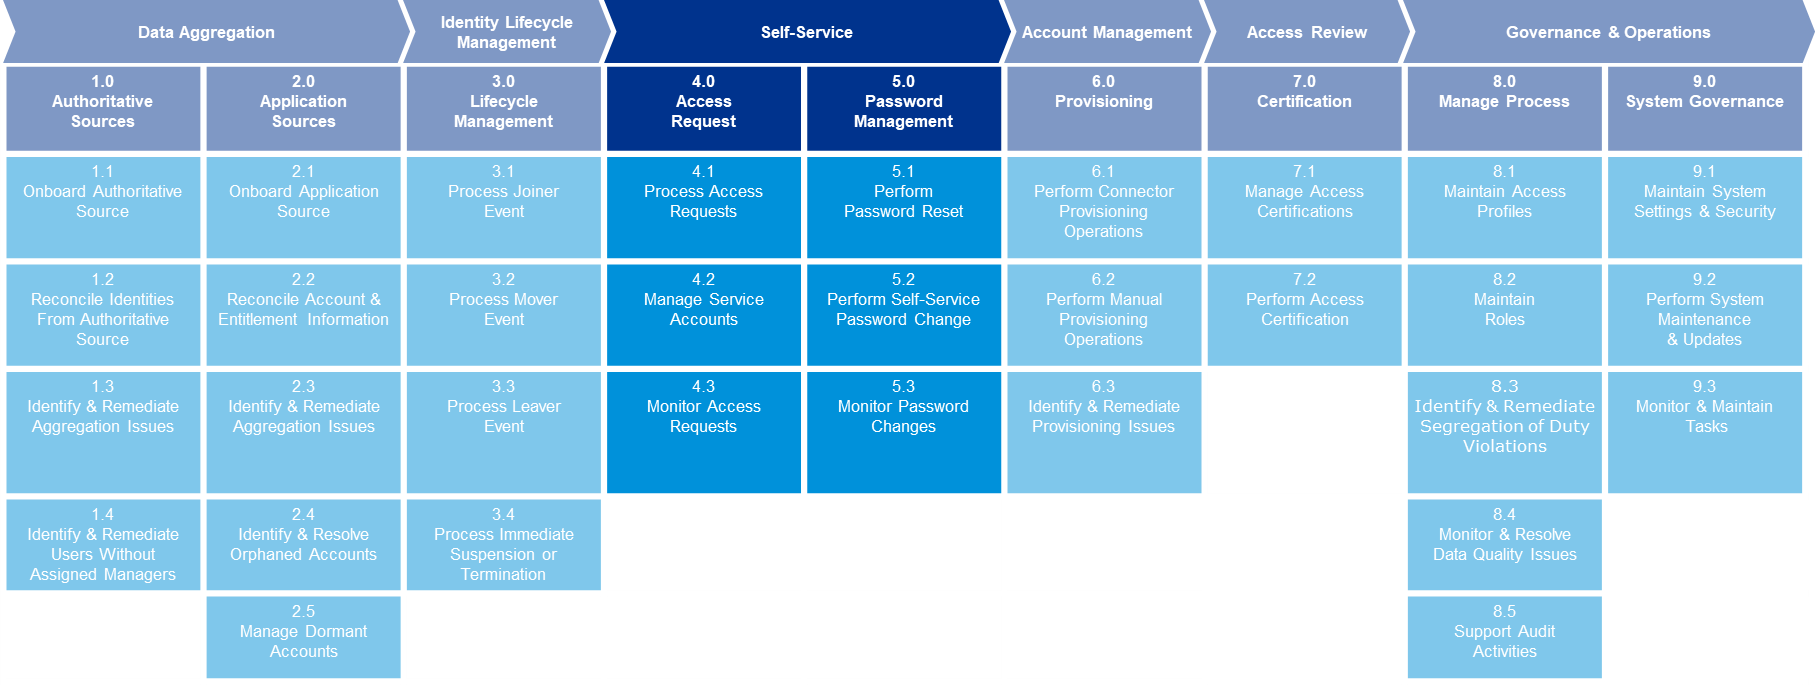 Data Aggregation
Identity Lifecycle
Management
Self-Service
Account Management
Access Review
Governance & Operations
1.0
Authoritative
Sources
2.0
Application
Sources
3.0
Lifecycle
Management
4.0
Access
Request
5.0
Password
Management
6.0
Provisioning
7.0
Certification
8.0
Manage Process
9.0
System Governance
1.1
Onboard Authoritative
Source
2.1
Onboard Application
Source
3.1
Process Joiner
Event
4.1
Process Access
Requests
5.1
Perform
Password Reset
6.1
Perform Connector
Provisioning
Operations
7.1
Manage Access
Certifications
8.1
Maintain Access
Profiles
9.1
Maintain System
Settings & Security
1.2
Reconcile Identities
From Authoritative
Source
2.2
Reconcile Account &
Entitlement Information
3.2
Process Mover
Event
4.2
Manage Service
Accounts
5.2
Perform Self-Service
Password Change
6.2
Perform Manual
Provisioning
Operations
7.2
Perform Access
Certification
8.2
Maintain
Roles
9.2
Perform System
Maintenance
& Updates
1.3
Identify & Remediate
Aggregation Issues
2.3
Identify & Remediate
Aggregation Issues
3.3
Process Leaver
Event
4.3
Monitor Access
Requests
5.3
Monitor Password
Changes
6.3
Identify & Remediate
Provisioning Issues
8.3
Identify & Remediate
Segregation of Duty
Violations
9.3
Monitor & Maintain
Tasks
1.4
Identify & Remediate
Users Without
Assigned Managers
2.4
Identify & Resolve
Orphaned Accounts
3.4
Process Immediate
Suspension or
Termination
8.4
Monitor & Resolve
Data Quality Issues
2.5
Manage Dormant
Accounts
8.5
Support Audit
Activities